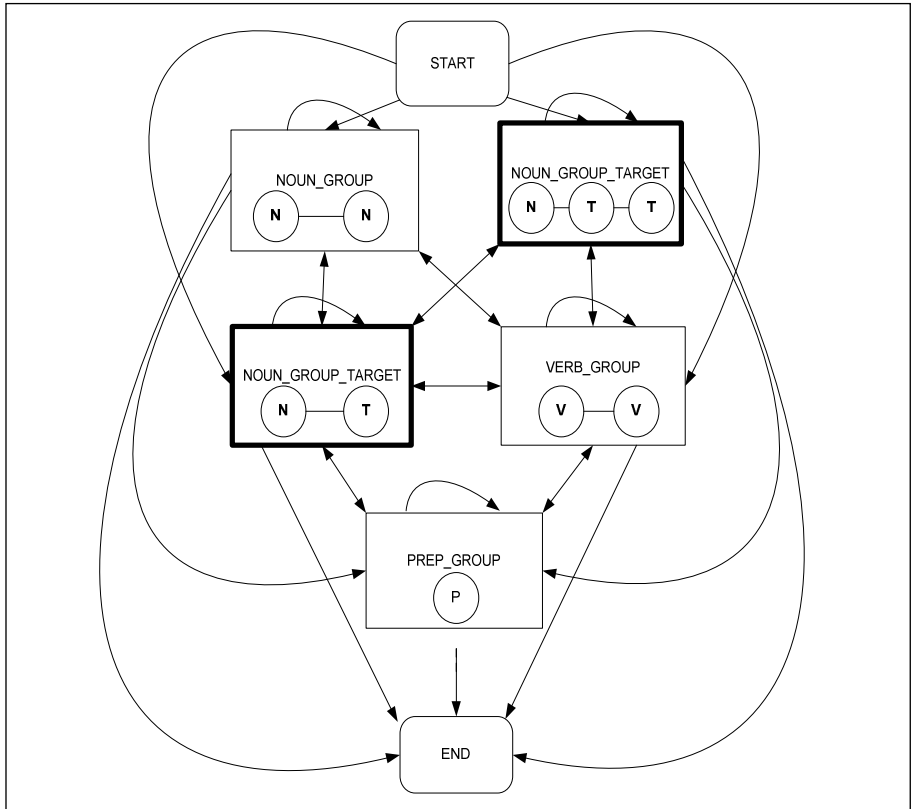 START
NOUN_GROUP
N N
NOUN_GROUP_TARGET
N T T
NOUN_GROUP_TARGET
N T
VERB_GROUP
V V
PREP_GROUP
P
END